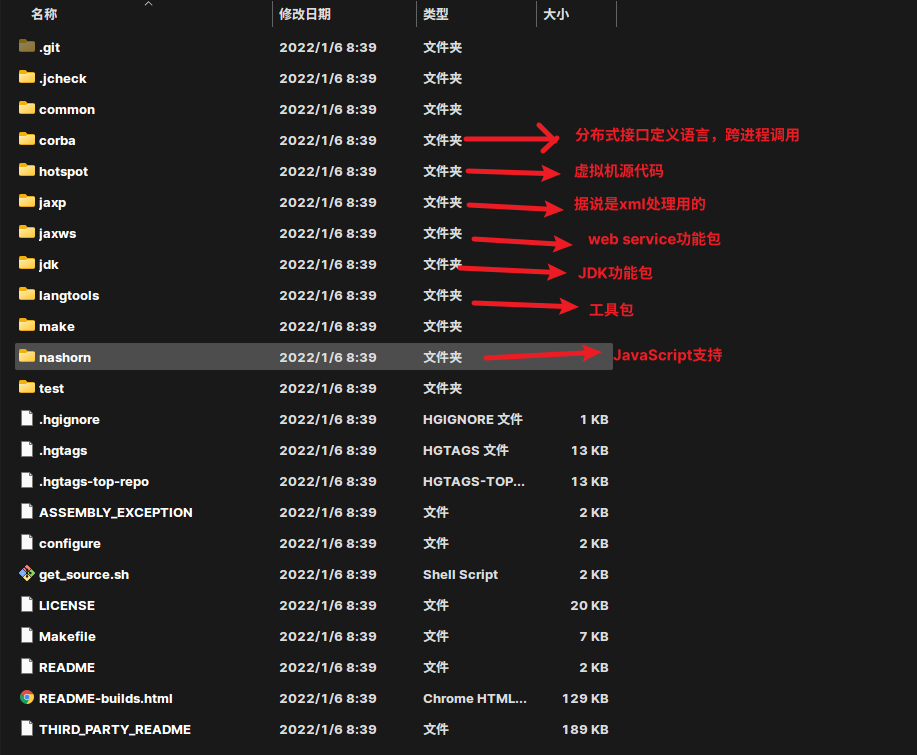 名称 修改日期 类型 大小
.git 2022/1/6 8:39 文件夹
.jcheck 2022/1/6 8:39 文件夹
common 2022/1/6 8:39 文件夹
corba 2022/1/6 8:39 文件夹 分布式接口定义语言，跨进程调用
hotspot 2022/1/6 8:39 文件夹 虚拟机源代码
jaxp 2022/1/6 8:39 文件夹 据说是xml处理用的
jaxws 2022/1/6 8:39 文件夹 web service功能包
jdk 2022/1/6 8:39 文件夹 JDK功能包
langtools 2022/1/6 8:39 文件夹 工具包
make 2022/1/6 8:39 文件夹
nashorn 2022/1/6 8:39 文件夹 JavaScript支持
test 2022/1/6 8:39 文件夹
.hgignore 2022/1/6 8:39 HGIGNORE 文件 1 KB
.hgtags 2022/1/6 8:39 HGTAGS 文件 13 KB
.hgtags-top-repo 2022/1/6 8:39 HGTAGS-TOP... 13 KB
ASSEMBLY_EXCEPTION 2022/1/6 8:39 文件 2 KB
configure 2022/1/6 8:39 文件 2 KB
get_source.sh 2022/1/6 8:39 Shell Script 2 KB
LICENSE 2022/1/6 8:39 文件 20 KB
Makefile 2022/1/6 8:39 文件 7 KB
README 2022/1/6 8:39 文件 2 KB
README-builds.html 2022/1/6 8:39 Chrome HTML... 129 KB
THIRD_PARTY_README 2022/1/6 8:39 文件 189 KB